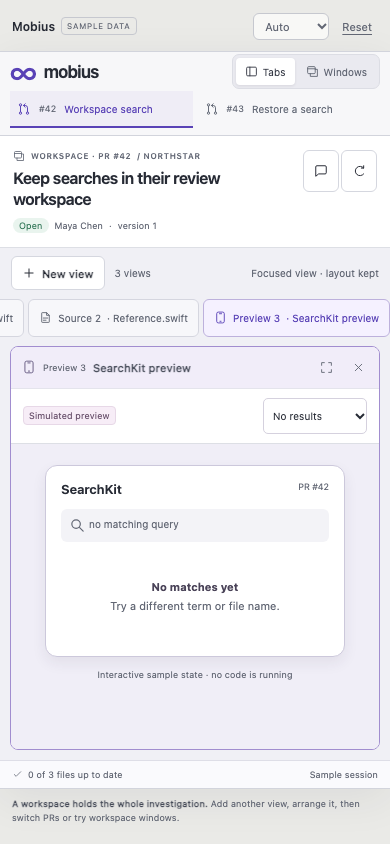 Mobius SAMPLE DATA Auto Reset
mobius Tabs Windows
#42 Workspace search #43 Restore a search
WORKSPACE · PR #42 / NORTHSTAR
Keep searches in their review
workspace
Open Maya Chen · version 1
New view 3 views Focused view · layout kept
Source 2 · Reference.swift Preview 3 · SearchKit preview
Preview 3 SearchKit preview
Simulated preview No results
SearchKit PR #42
no matching query
No matches yet
Try a different term or file name.
Interactive sample state · no code is running
0 of 3 files up to date Sample session
A workspace holds the whole investigation. Add another view, arrange it, then
switch PRs or try workspace windows.